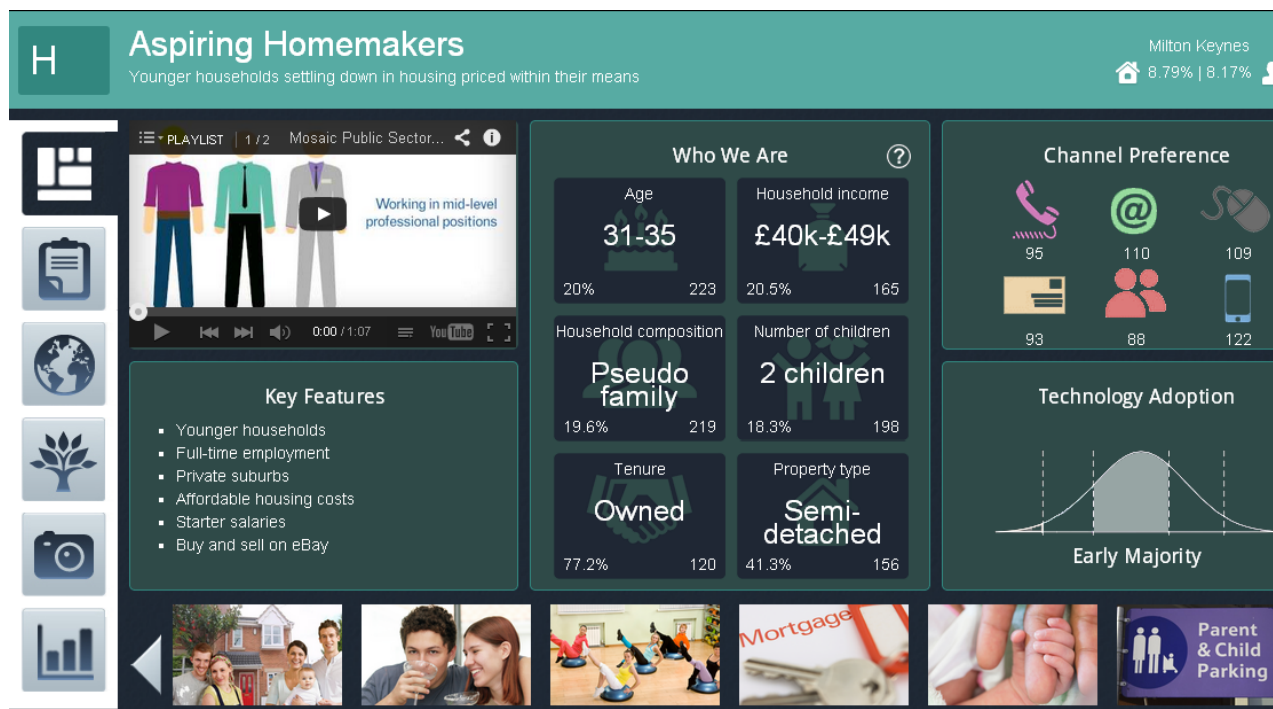 H
Aspiring Homemakers
Younger households settling down in housing priced within their means
Milton Keynes
8.79% | 8.17%
PLAYLIST 1 / 2 Mosaic Public Sector...
Working in mid-level
professional positions
0:00 / 1:07
YouTube
Key Features
Younger households
Full-time employment
Private suburbs
Affordable housing costs
Starter salaries
Buy and sell on eBay
Who We Are
?
Age
31-35
20% 223
Household income
£40k-£49k
20.5% 165
Household composition
Pseudo
family
19.6% 219
Number of children
2 children
18.3% 198
Tenure
Owned
77.2% 120
Property type
Semi-
detached
41.3% 156
Channel Preference
@
95 110 109
93 88 122
Technology Adoption
Early Majority
Mortgage
Parent
& Child
Parking